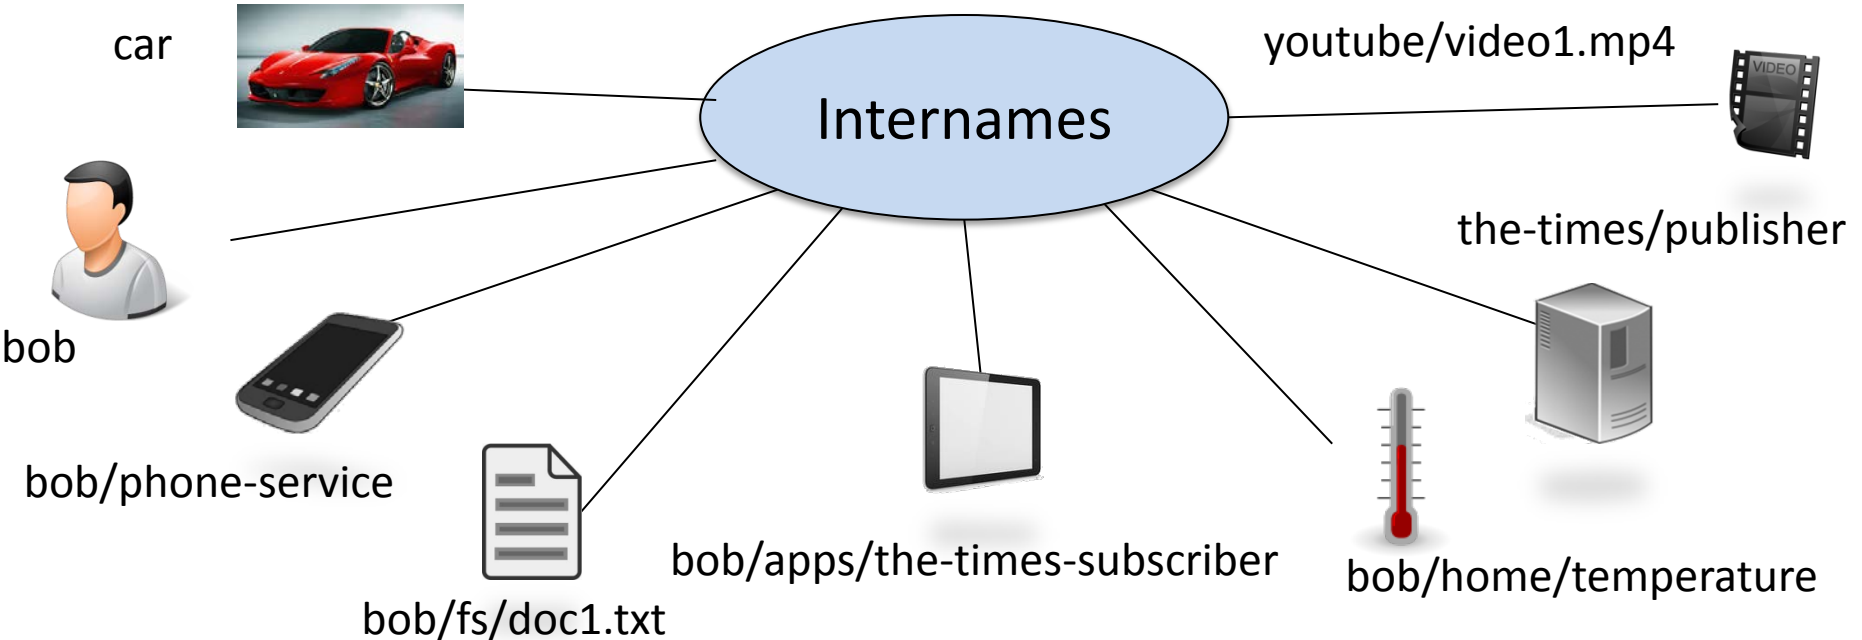 car
Internames
youtube/video1.mp4
VIDEO
the-times/publisher
bob
bob/phone-service
bob/apps/the-times-subscriber
bob/home/temperature
bob/fs/doc1.txt